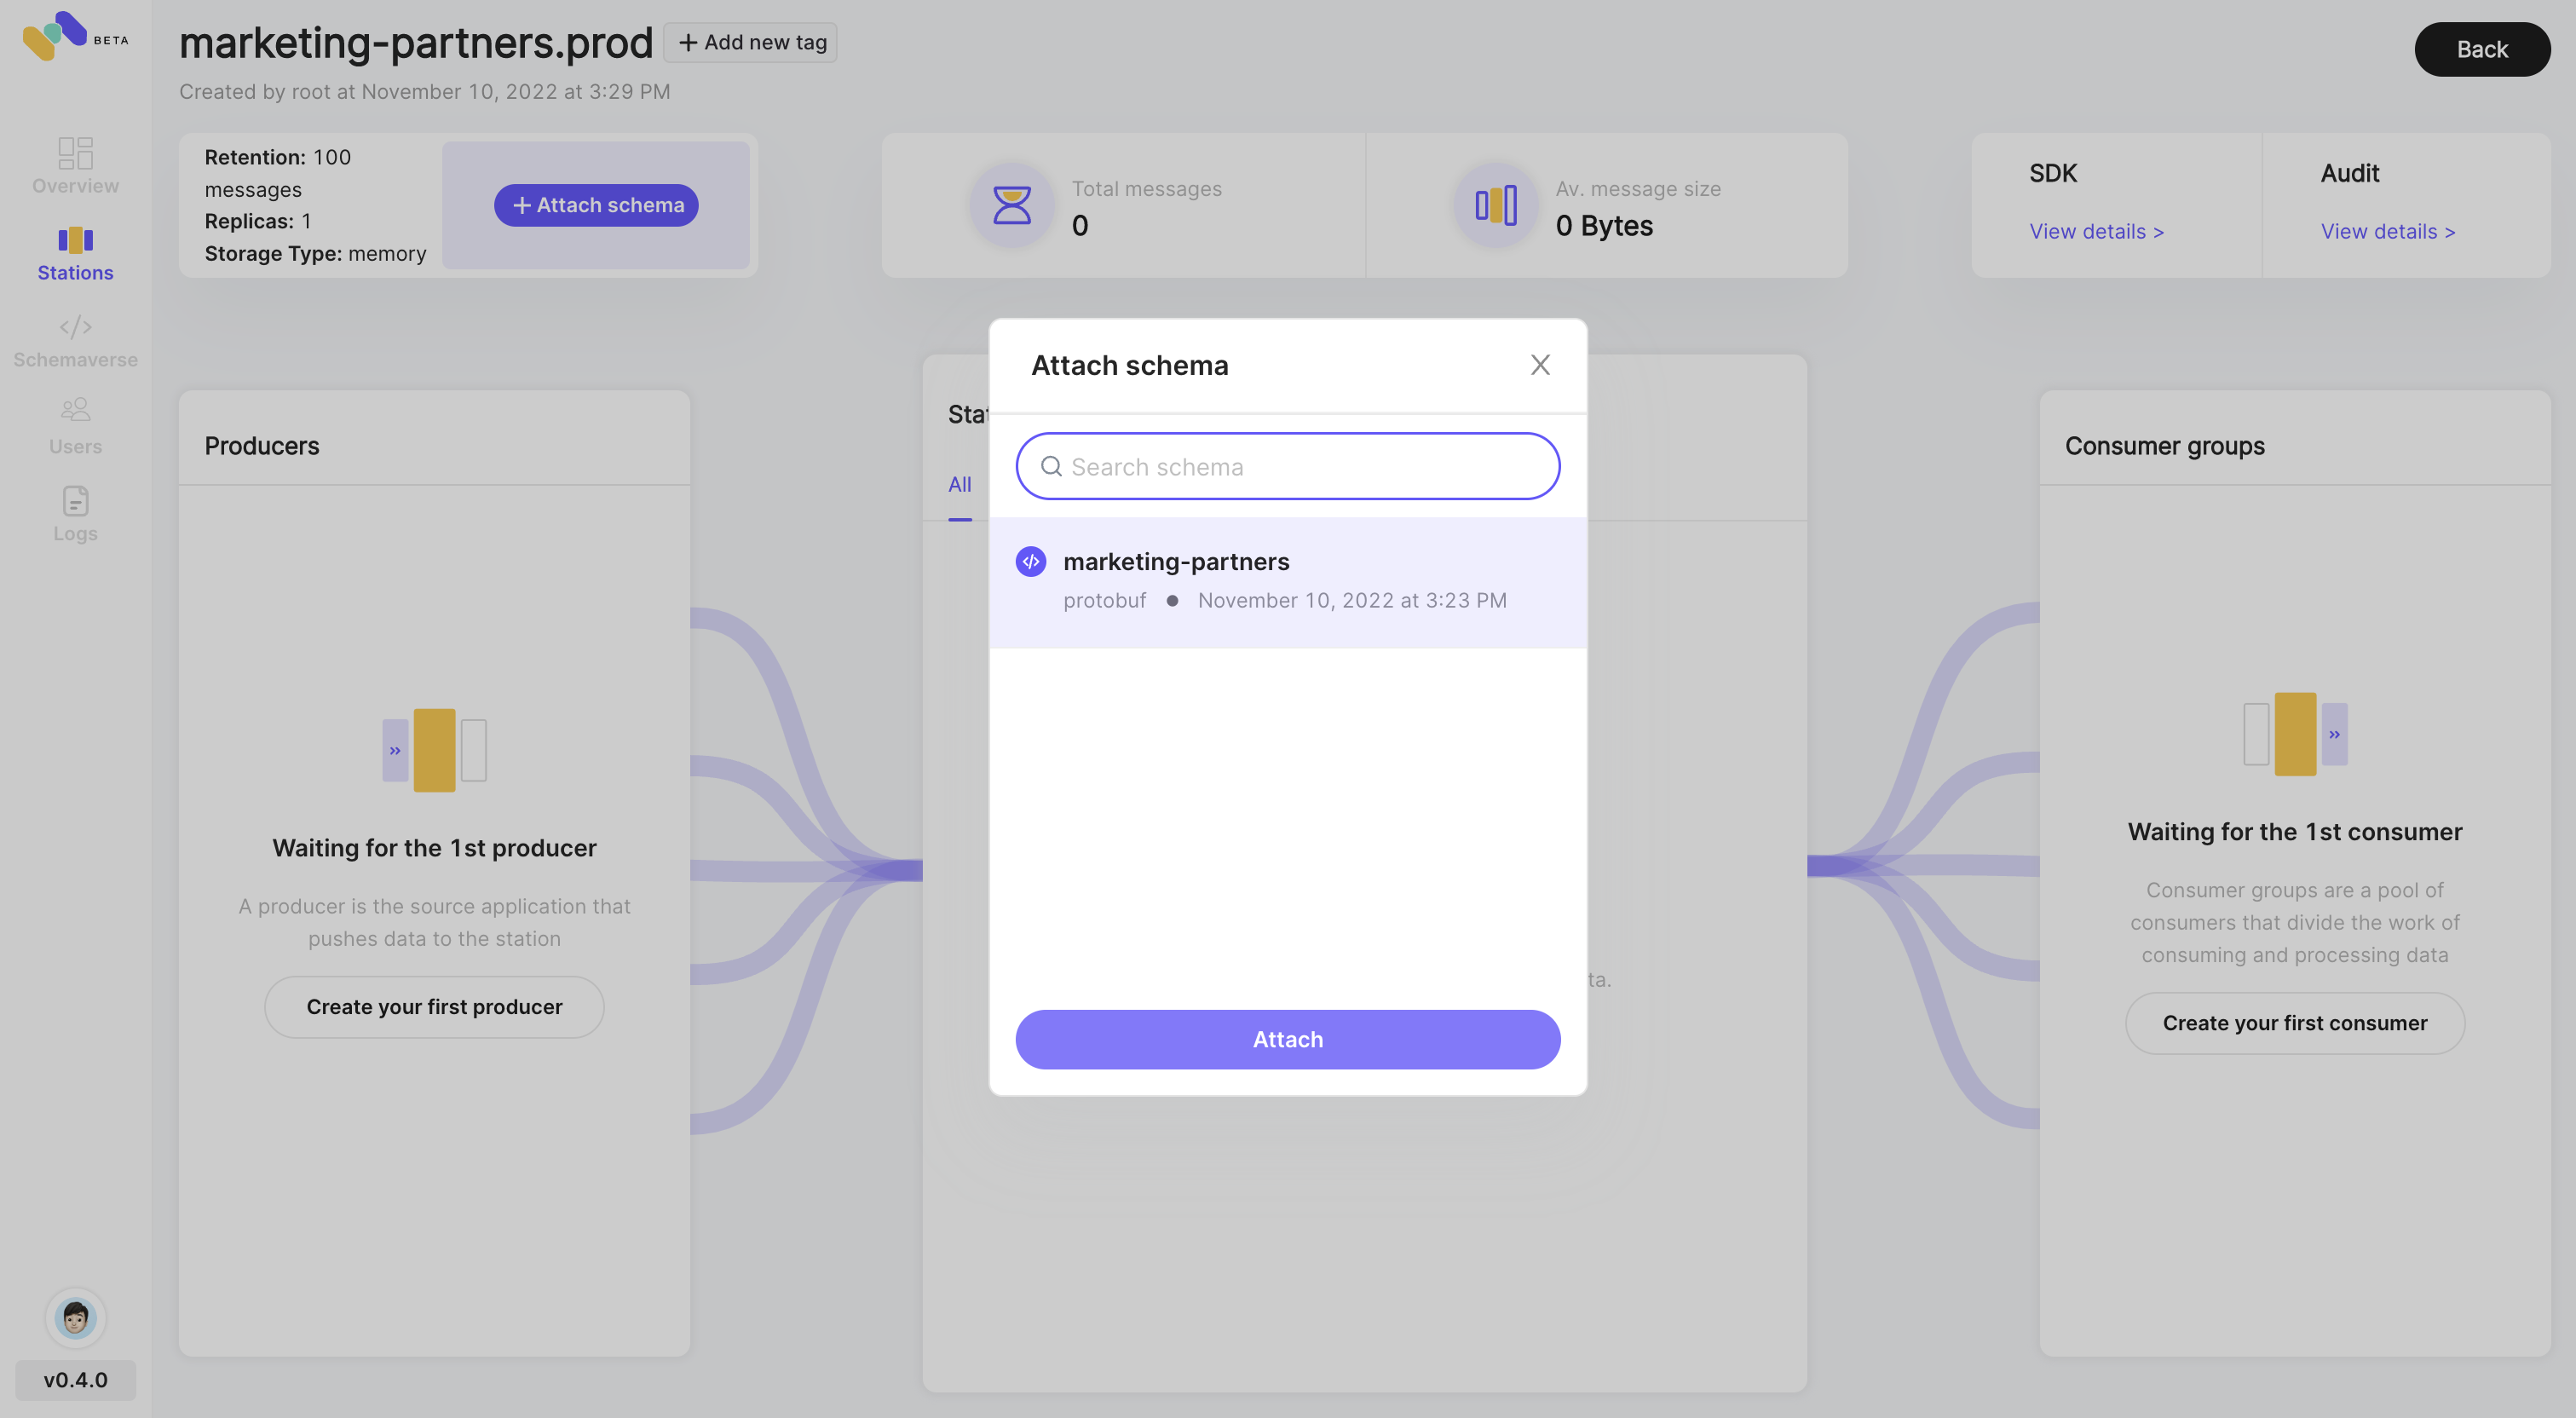 BETA
marketing-partners.prod
Add new tag
Back
Created by root at November 10, 2022 at 3:29 PM
Overview
Stations
Schemaverse
Users
Logs
v0.4.0
Retention: 100
messages
Replicas: 1
Storage Type: memory
Attach schema
Total messages
0
Av. message size
0 Bytes
SDK
View details >
Audit
View details >
Producers
Waiting for the 1st producer
A producer is the source application that
pushes data to the station
Create your first producer
All
Attach schema
Search schema
marketing-partners
protobuf ● November 10, 2022 at 3:23 PM
ta.
Attach
Consumer groups
Waiting for the 1st consumer
Consumer groups are a pool of
consumers that divide the work of
consuming and processing data
Create your first consumer